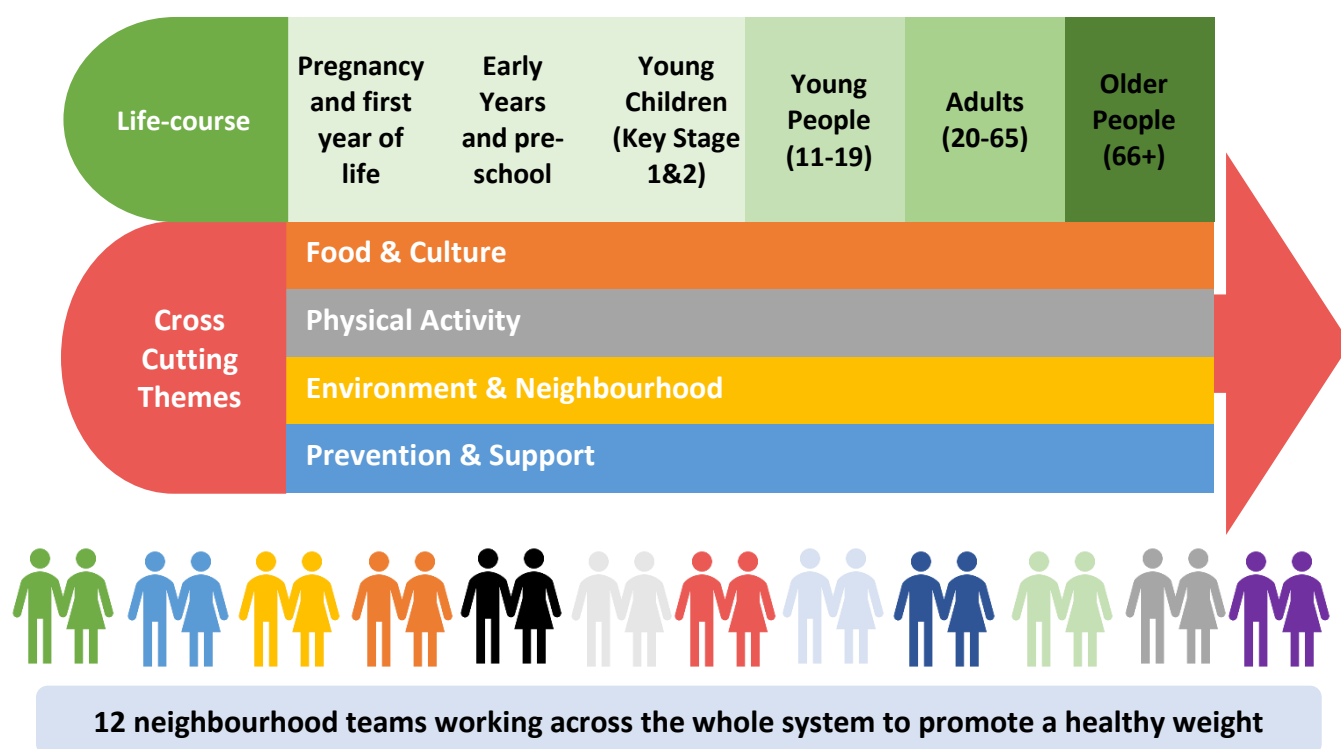 Life-course
Pregnancy
and first
year of
life
Early
Years
and pre-
school
Young
Children
(Key Stage
1&2)
Young
People
(11-19)
Adults
(20-65)
Older
People
(66+)
Cross
Cutting
Themes
Food & Culture
Physical Activity
Environment & Neighbourhood
Prevention & Support
12 neighbourhood teams working across the whole system to promote a healthy weight